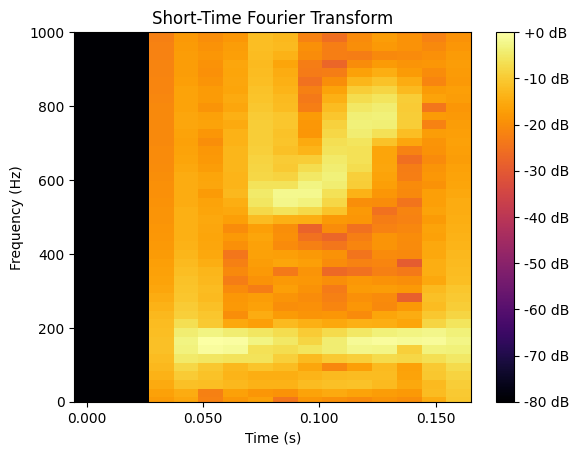 Short-Time Fourier Transform
1000
800
600
400
200
0
Frequency (Hz)
0.000
0.050
0.100
0.150
Time (s)
+0 dB
-10 dB
-20 dB
-30 dB
-40 dB
-50 dB
-60 dB
-70 dB
-80 dB